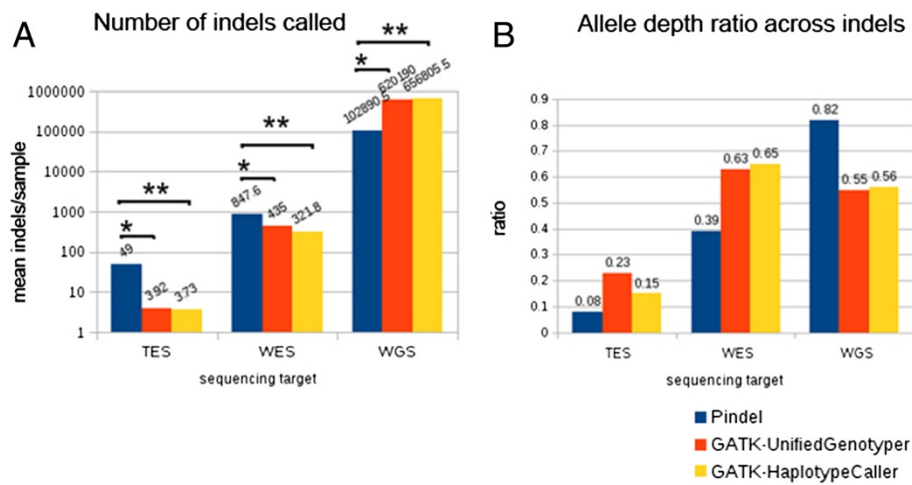 A
Number of indels called
mean indels/sample
1000000
100000
10000
1000
100
10
1
*
**
*
**
*
**
49
3.92
3.73
847.6
435
321.8
102890.5
620190
656805.5
TES
WES
WGS
sequencing target
B
Allele depth ratio across indels
ratio
0.9
0.8
0.7
0.6
0.5
0.4
0.3
0.2
0.1
0
0.08
0.23
0.15
0.39
0.63
0.65
0.82
0.55
0.56
TES
WES
WGS
sequencing target
Pindel
GATK-UnifiedGenotyper
GATK-HaplotypeCaller